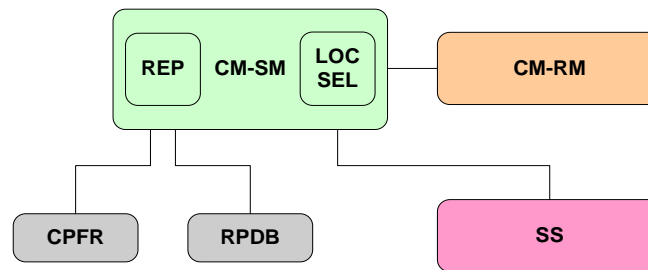 REP
CM-SM
LOC
SEL
CM-RM
CPFR
RPDB
SS